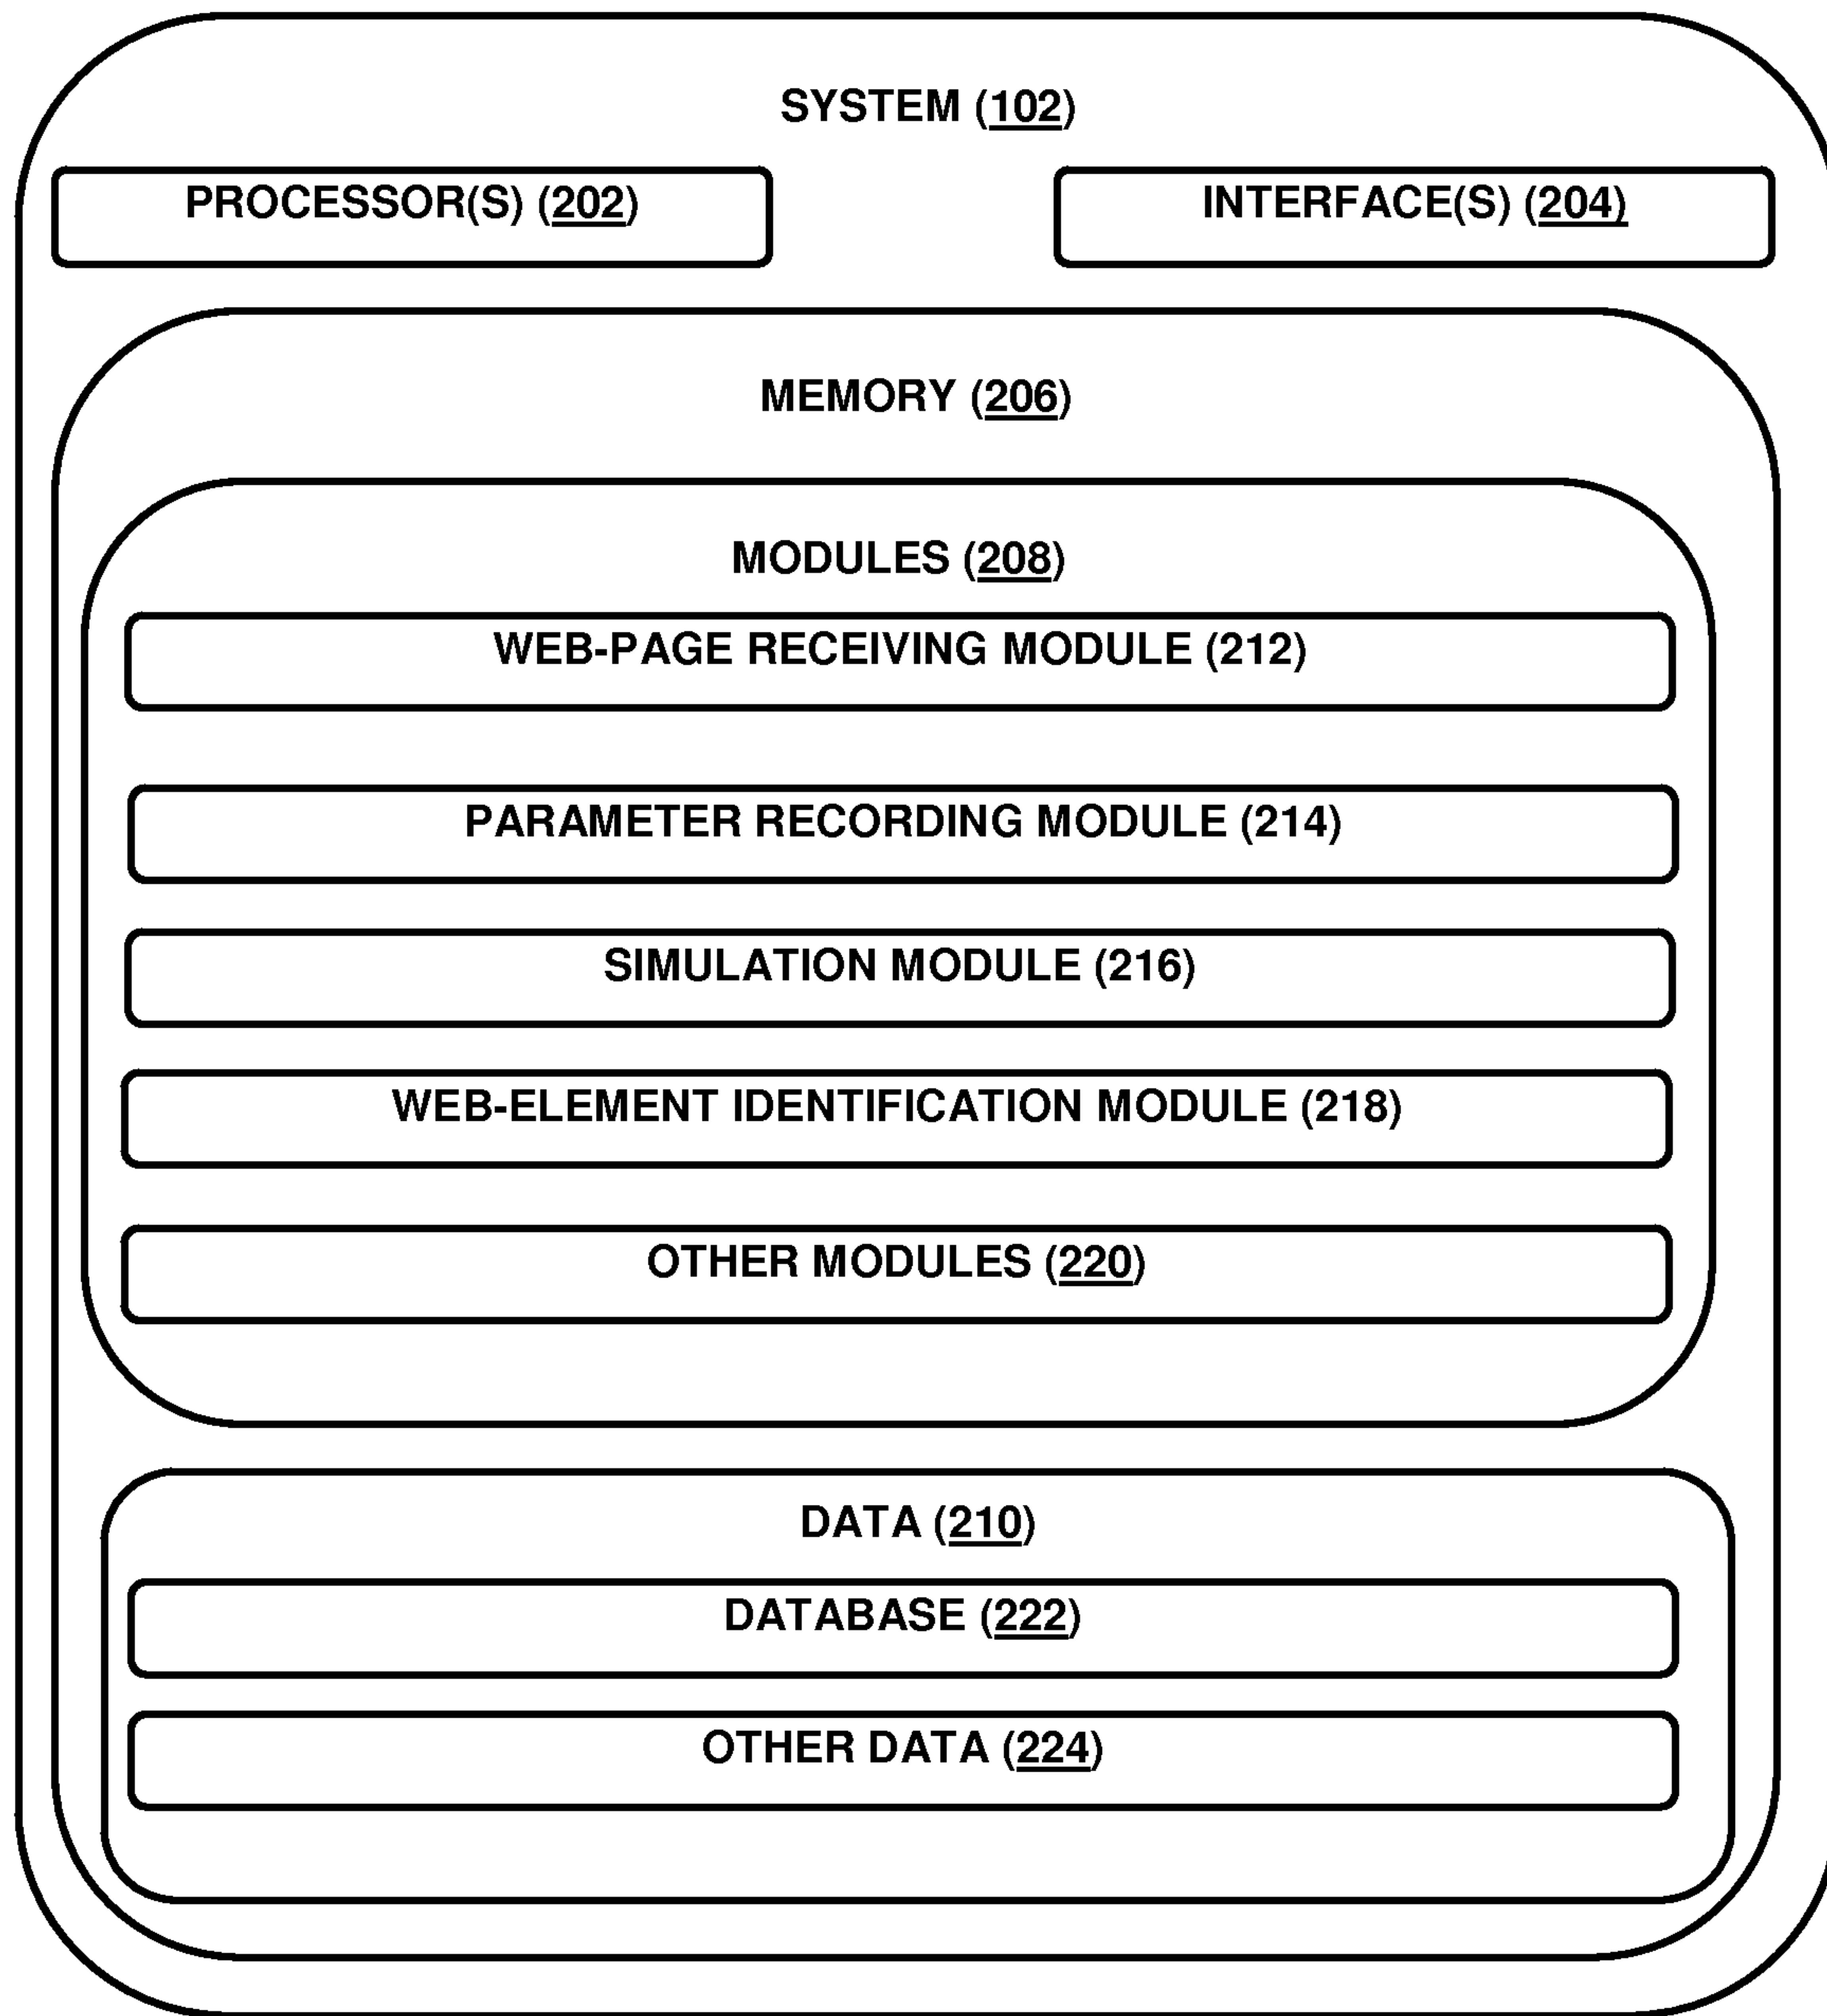 SYSTEM (102)
PROCESSOR(S) (202)
INTERFACE(S) (204)
MEMORY (206)
MODULES (208)
WEB-PAGE RECEIVING MODULE (212)
PARAMETER RECORDING MODULE (214)
SIMULATION MODULE (216)
WEB-ELEMENT IDENTIFICATION MODULE (218)
OTHER MODULES (220)
DATA (210)
DATABASE (222)
OTHER DATA (224)